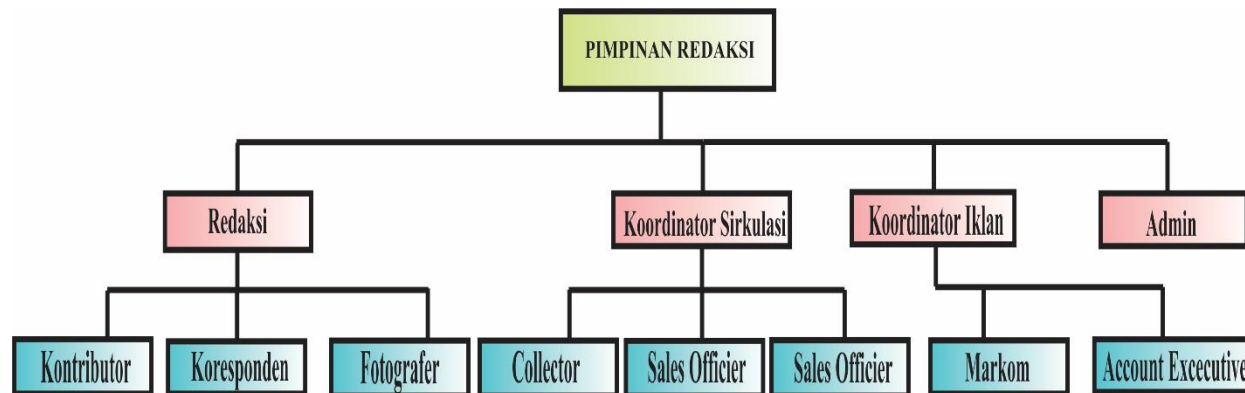 PIMPINAN REDAKSI
Redaksi
Koordinator Sirkulasi
Koordinator Iklan
Admin
Kontributor
Koresponden
Fotografer
Collector
Sales Officier
Sales Officier
Markom
Account Excecutive